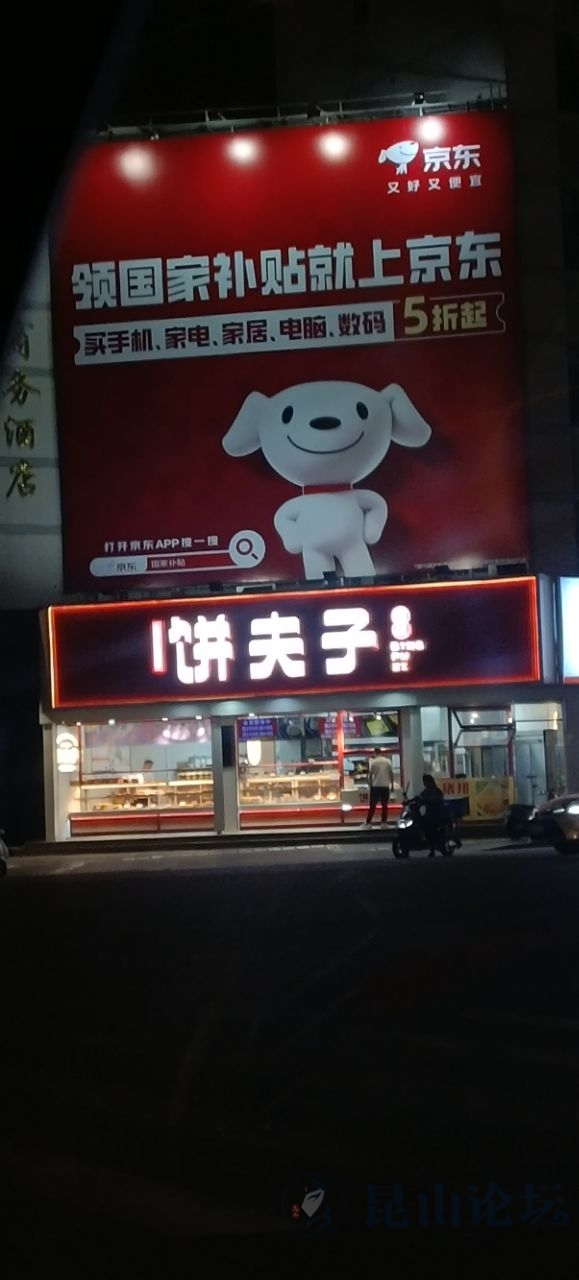 京东
又好又便宜
领国家补贴就上京东
买手机、家电、家居、电脑、数码 5折起
商务酒店
打开京东APP搜一搜
京东 国家补贴
饼夫子
昆山论坛